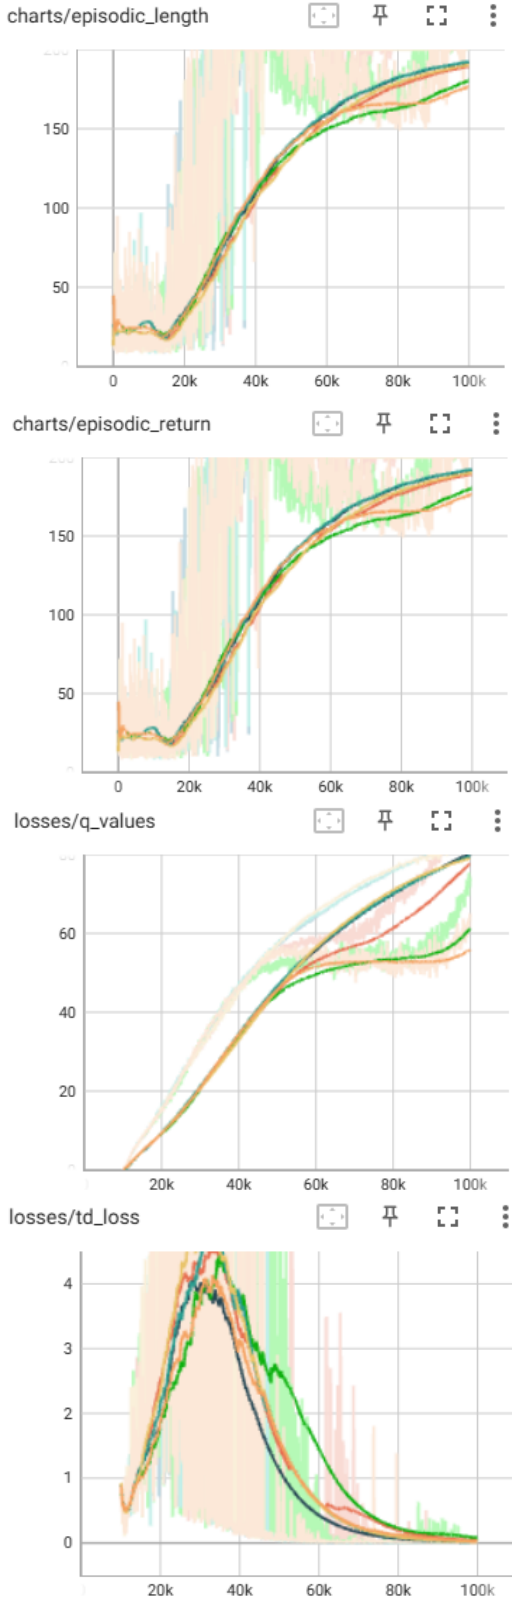 charts/episodic_length
150
100
50
0 20k 40k 60k 80k 100k
charts/episodic_return
150
100
50
0 20k 40k 60k 80k 100k
losses/q_values
60
40
20
20k 40k 60k 80k 100k
losses/td_loss
4
3
2
1
0
20k 40k 60k 80k 100k